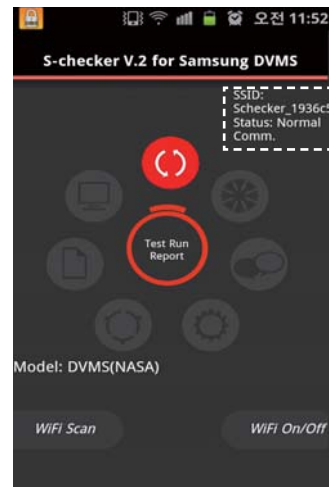 오전 11:52
S-checker V.2 for Samsung DVMS
SSID:
Schecker_1936c5
Status: Normal
Comm.
Test Run
Report
Model: DVMS(NASA)
WiFi Scan
WiFi On/Off